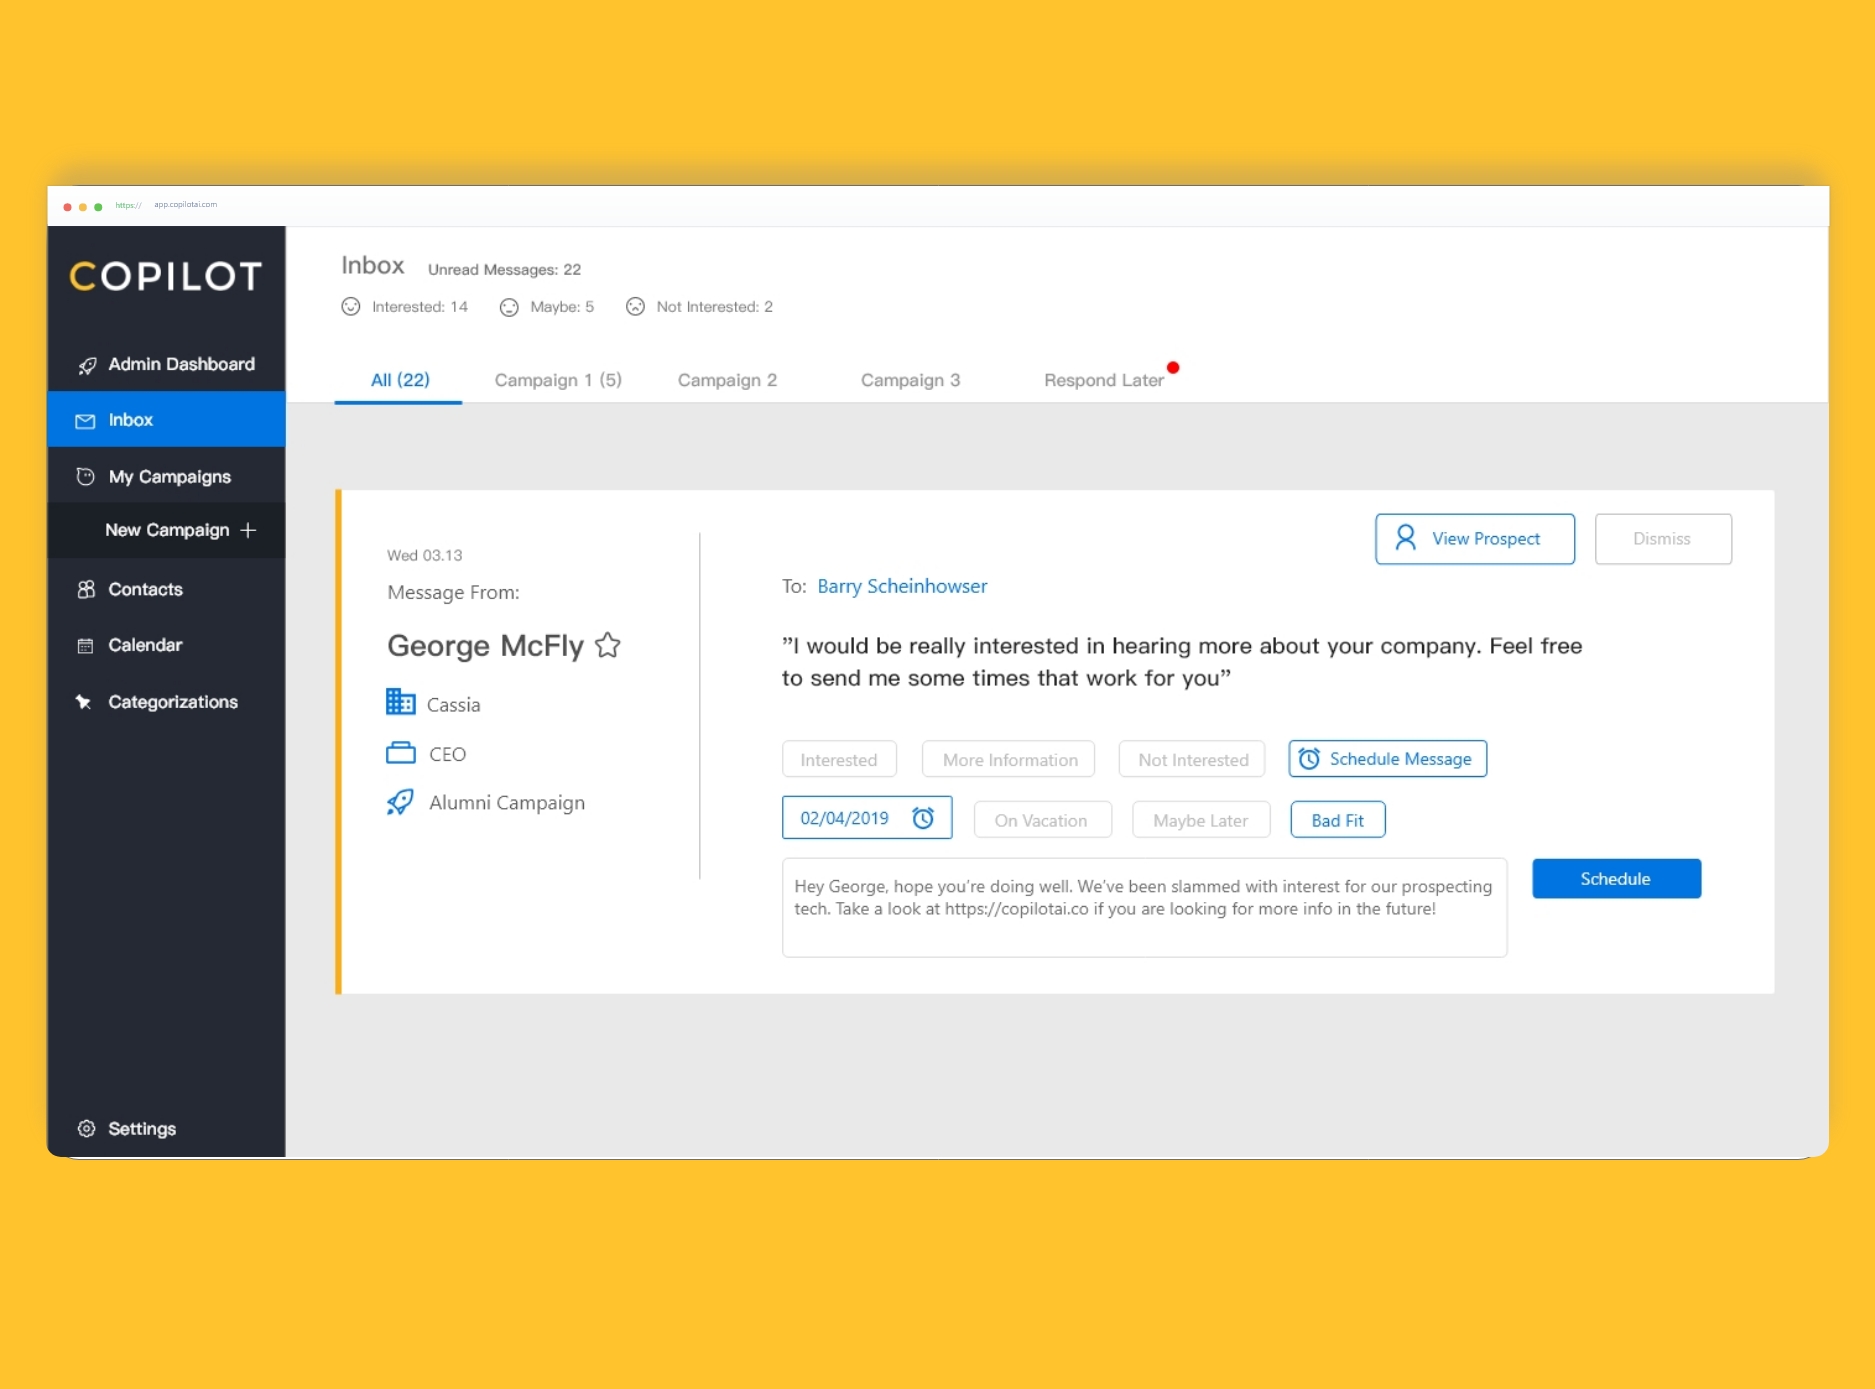 https:// app.copilotai.com
COPILOT
Admin Dashboard
Inbox
My Campaigns
New Campaign +
Contacts
Calendar
Categorizations
Settings
Inbox Unread Messages: 22
Interested: 14 Maybe: 5 Not Interested: 2
All (22) Campaign 1 (5) Campaign 2 Campaign 3 Respond Later
Wed 03.13
Message From:
George McFly
Cassia
CEO
Alumni Campaign
View Prospect Dismiss
To: Barry Scheinhowser
”I would be really interested in hearing more about your company. Feel free
to send me some times that work for you”
Interested More Information Not Interested Schedule Message
02/04/2019 On Vacation Maybe Later Bad Fit
Hey George, hope you’re doing well. We’ve been slammed with interest for our prospecting
tech. Take a look at https://copilotai.co if you are looking for more info in the future!
Schedule